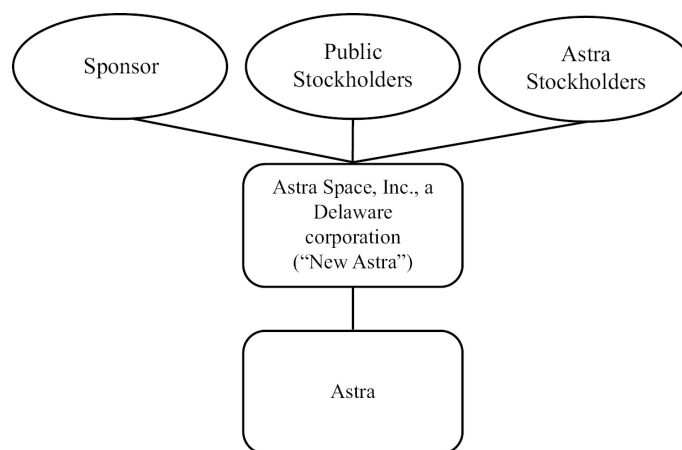 Sponsor
Public
Stockholders
Astra
Stockholders
Astra Space, Inc., a
Delaware
corporation
(“New Astra”)
Astra